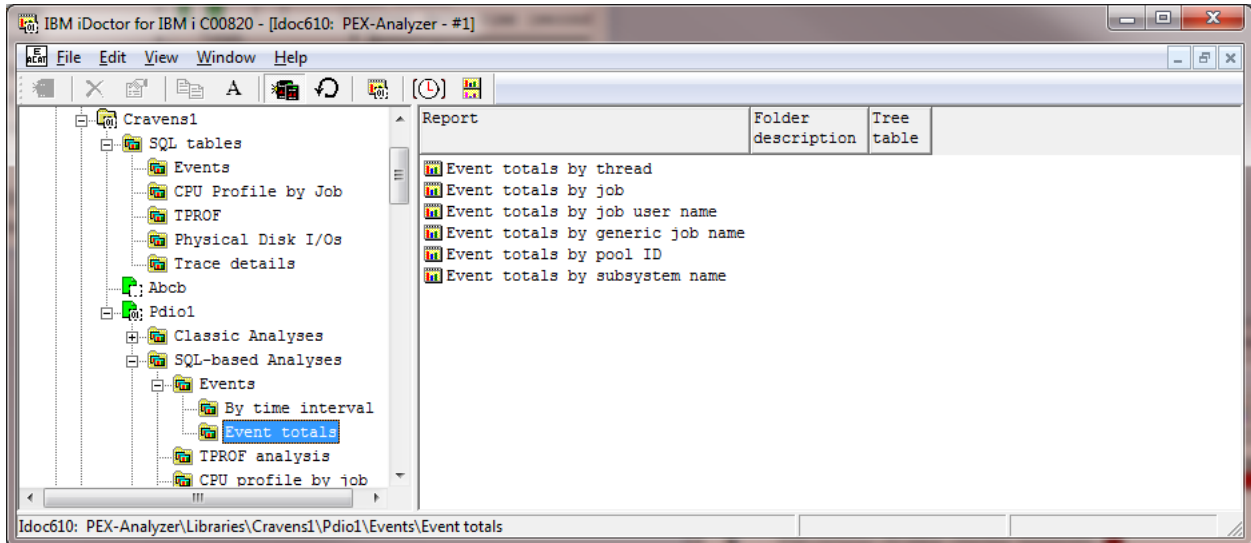 IBM iDoctor for IBM i C00820 - [Idoc610: PEX-Analyzer - #1]
File Edit View Window Help
A
Cravens1
SQL tables
Events
CPU Profile by Job
TPROF
Physical Disk I/Os
Trace details
Abcb
Pdio1
Classic Analyses
SQL-based Analyses
Events
By time interval
Event totals
TPROF analysis
CPU profile by job
Report Folder description Tree table
Event totals by thread
Event totals by job
Event totals by job user name
Event totals by generic job name
Event totals by pool ID
Event totals by subsystem name
Idoc610: PEX-Analyzer\Libraries\Cravens1\Pdio1\Events\Event totals